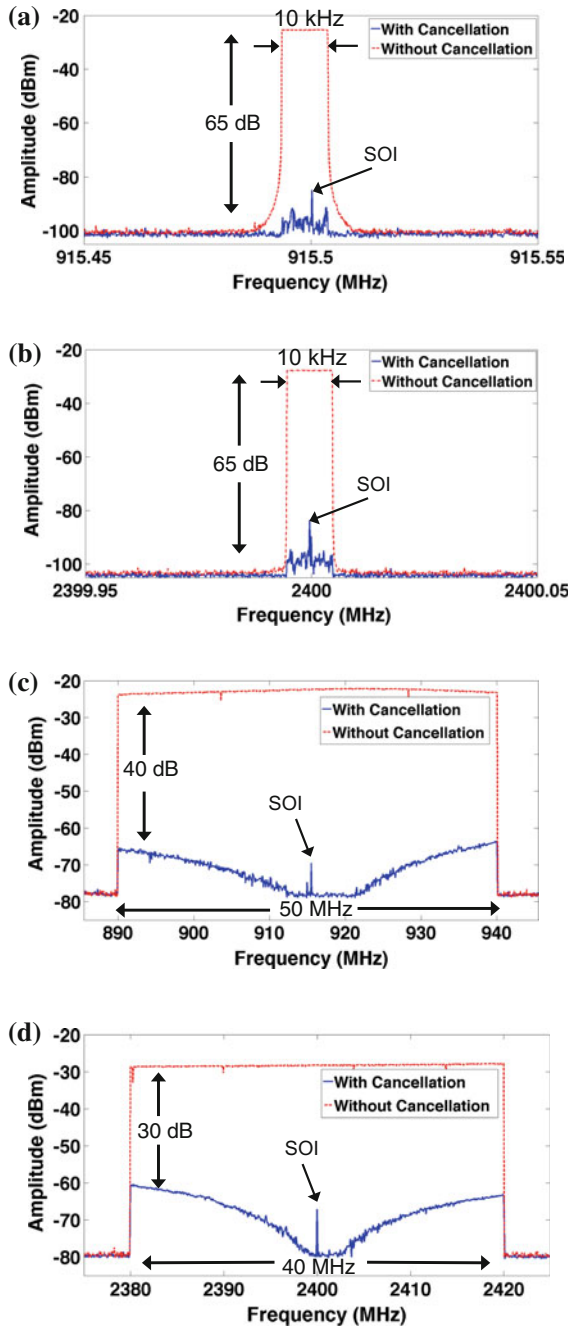 (a)
Amplitude (dBm)
-20
-40
-60
-80
-100
10 kHz
65 dB
SOI
With Cancellation
Without Cancellation
915.45
915.5
915.55
Frequency (MHz)
(b)
Amplitude (dBm)
-20
-40
-60
-80
-100
10 kHz
65 dB
SOI
With Cancellation
Without Cancellation
2399.95
2400
2400.05
Frequency (MHz)
(c)
Amplitude (dBm)
-20
-30
-40
-50
-60
-70
-80
40 dB
SOI
With Cancellation
Without Cancellation
50 MHz
890
900
910
920
930
940
Frequency (MHz)
(d)
Amplitude (dBm)
-20
-30
-40
-50
-60
-70
-80
30 dB
SOI
With Cancellation
Without Cancellation
40 MHz
2380
2390
2400
2410
2420
Frequency (MHz)